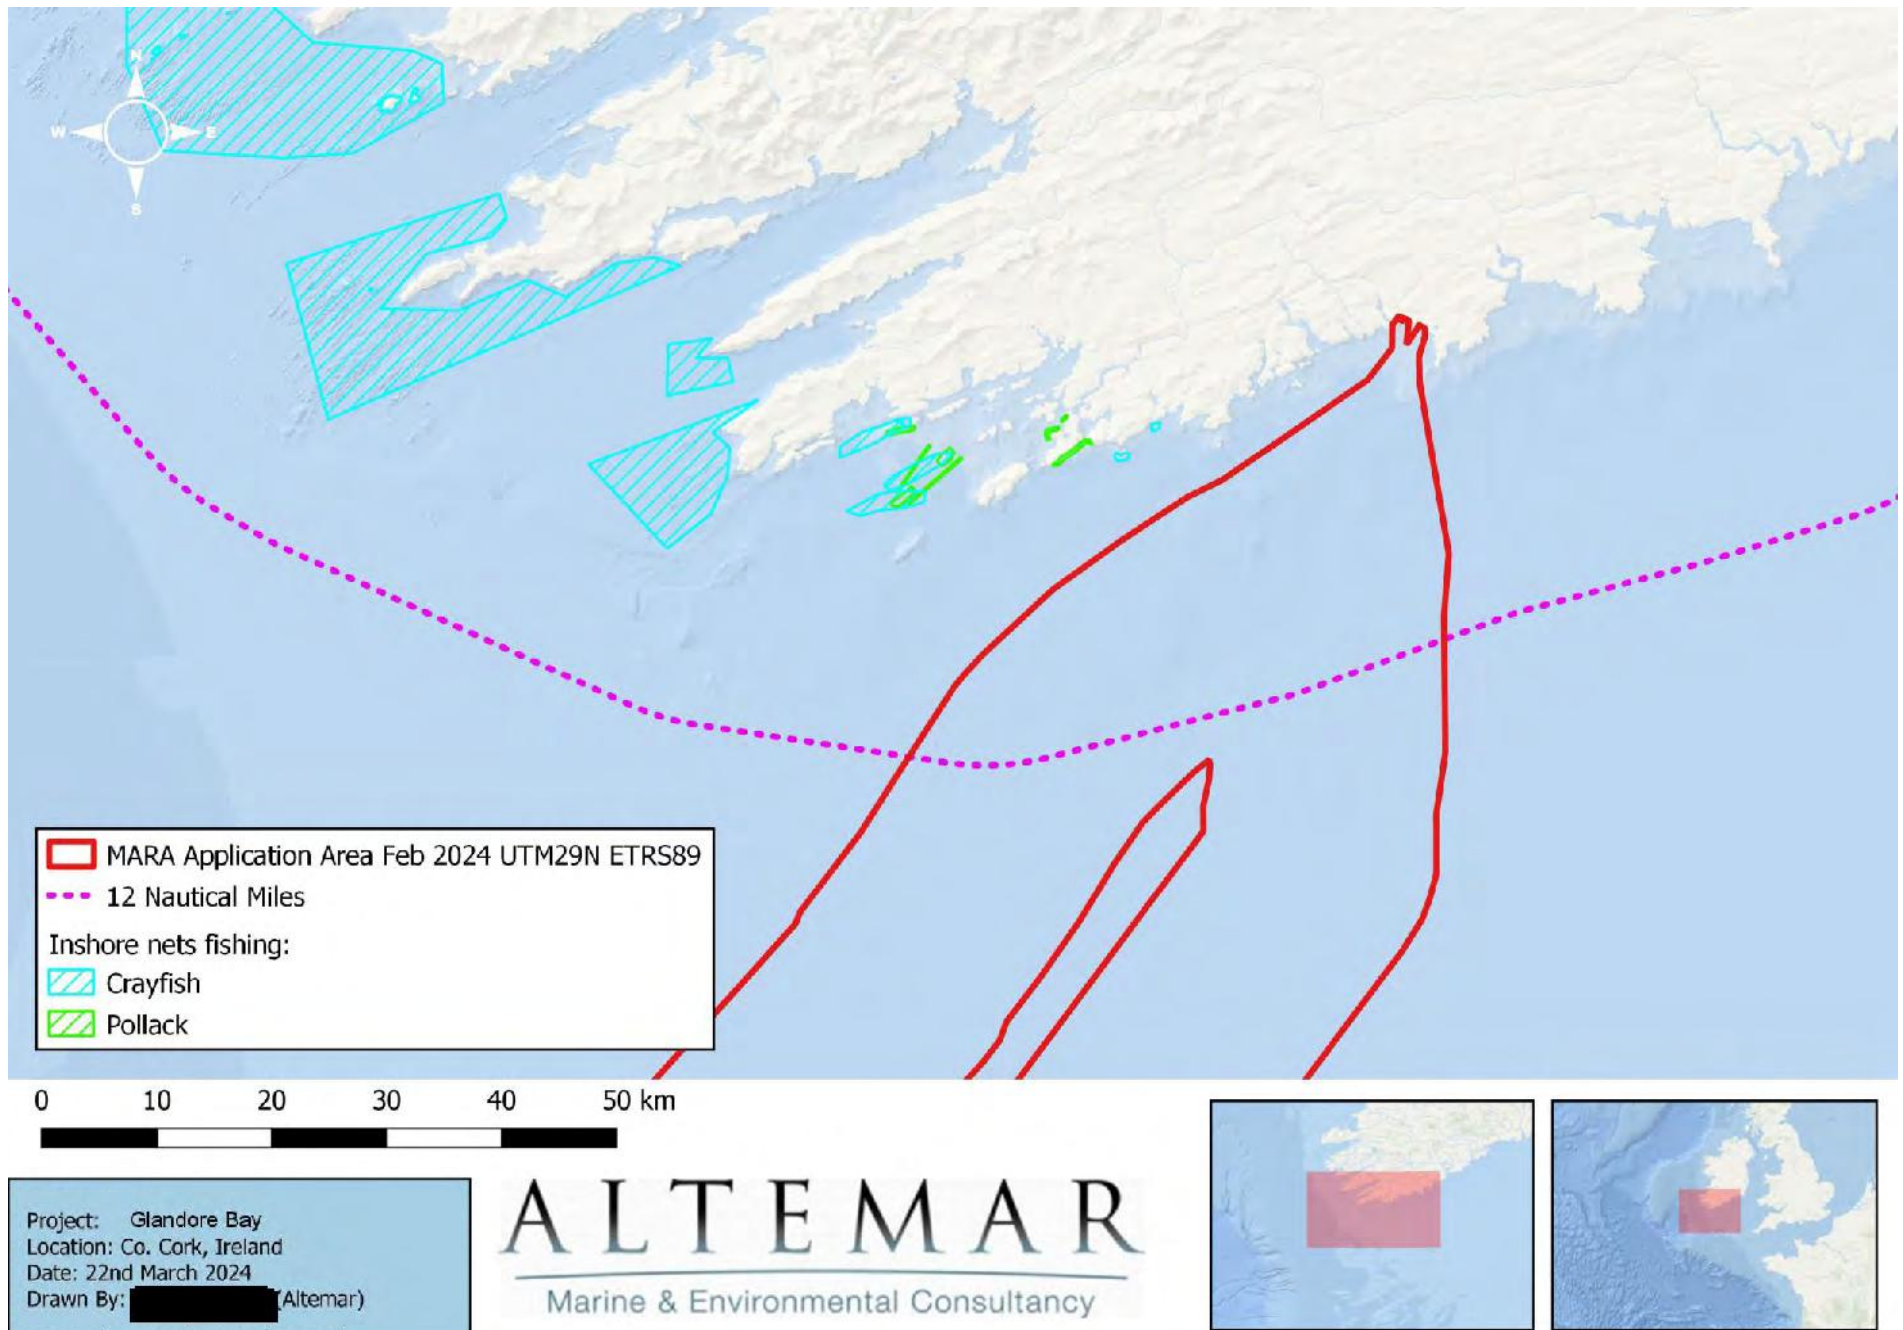 N
W E
S
MARA Application Area Feb 2024 UTM29N ETRS89
12 Nautical Miles
Inshore nets fishing:
Crayfish
Pollack
0 10 20 30 40 50 km
Project: Glandore Bay
Location: Co. Cork, Ireland
Date: 22nd March 2024
Drawn By: (Altemar)
ALTEMAR
Marine & Environmental Consultancy